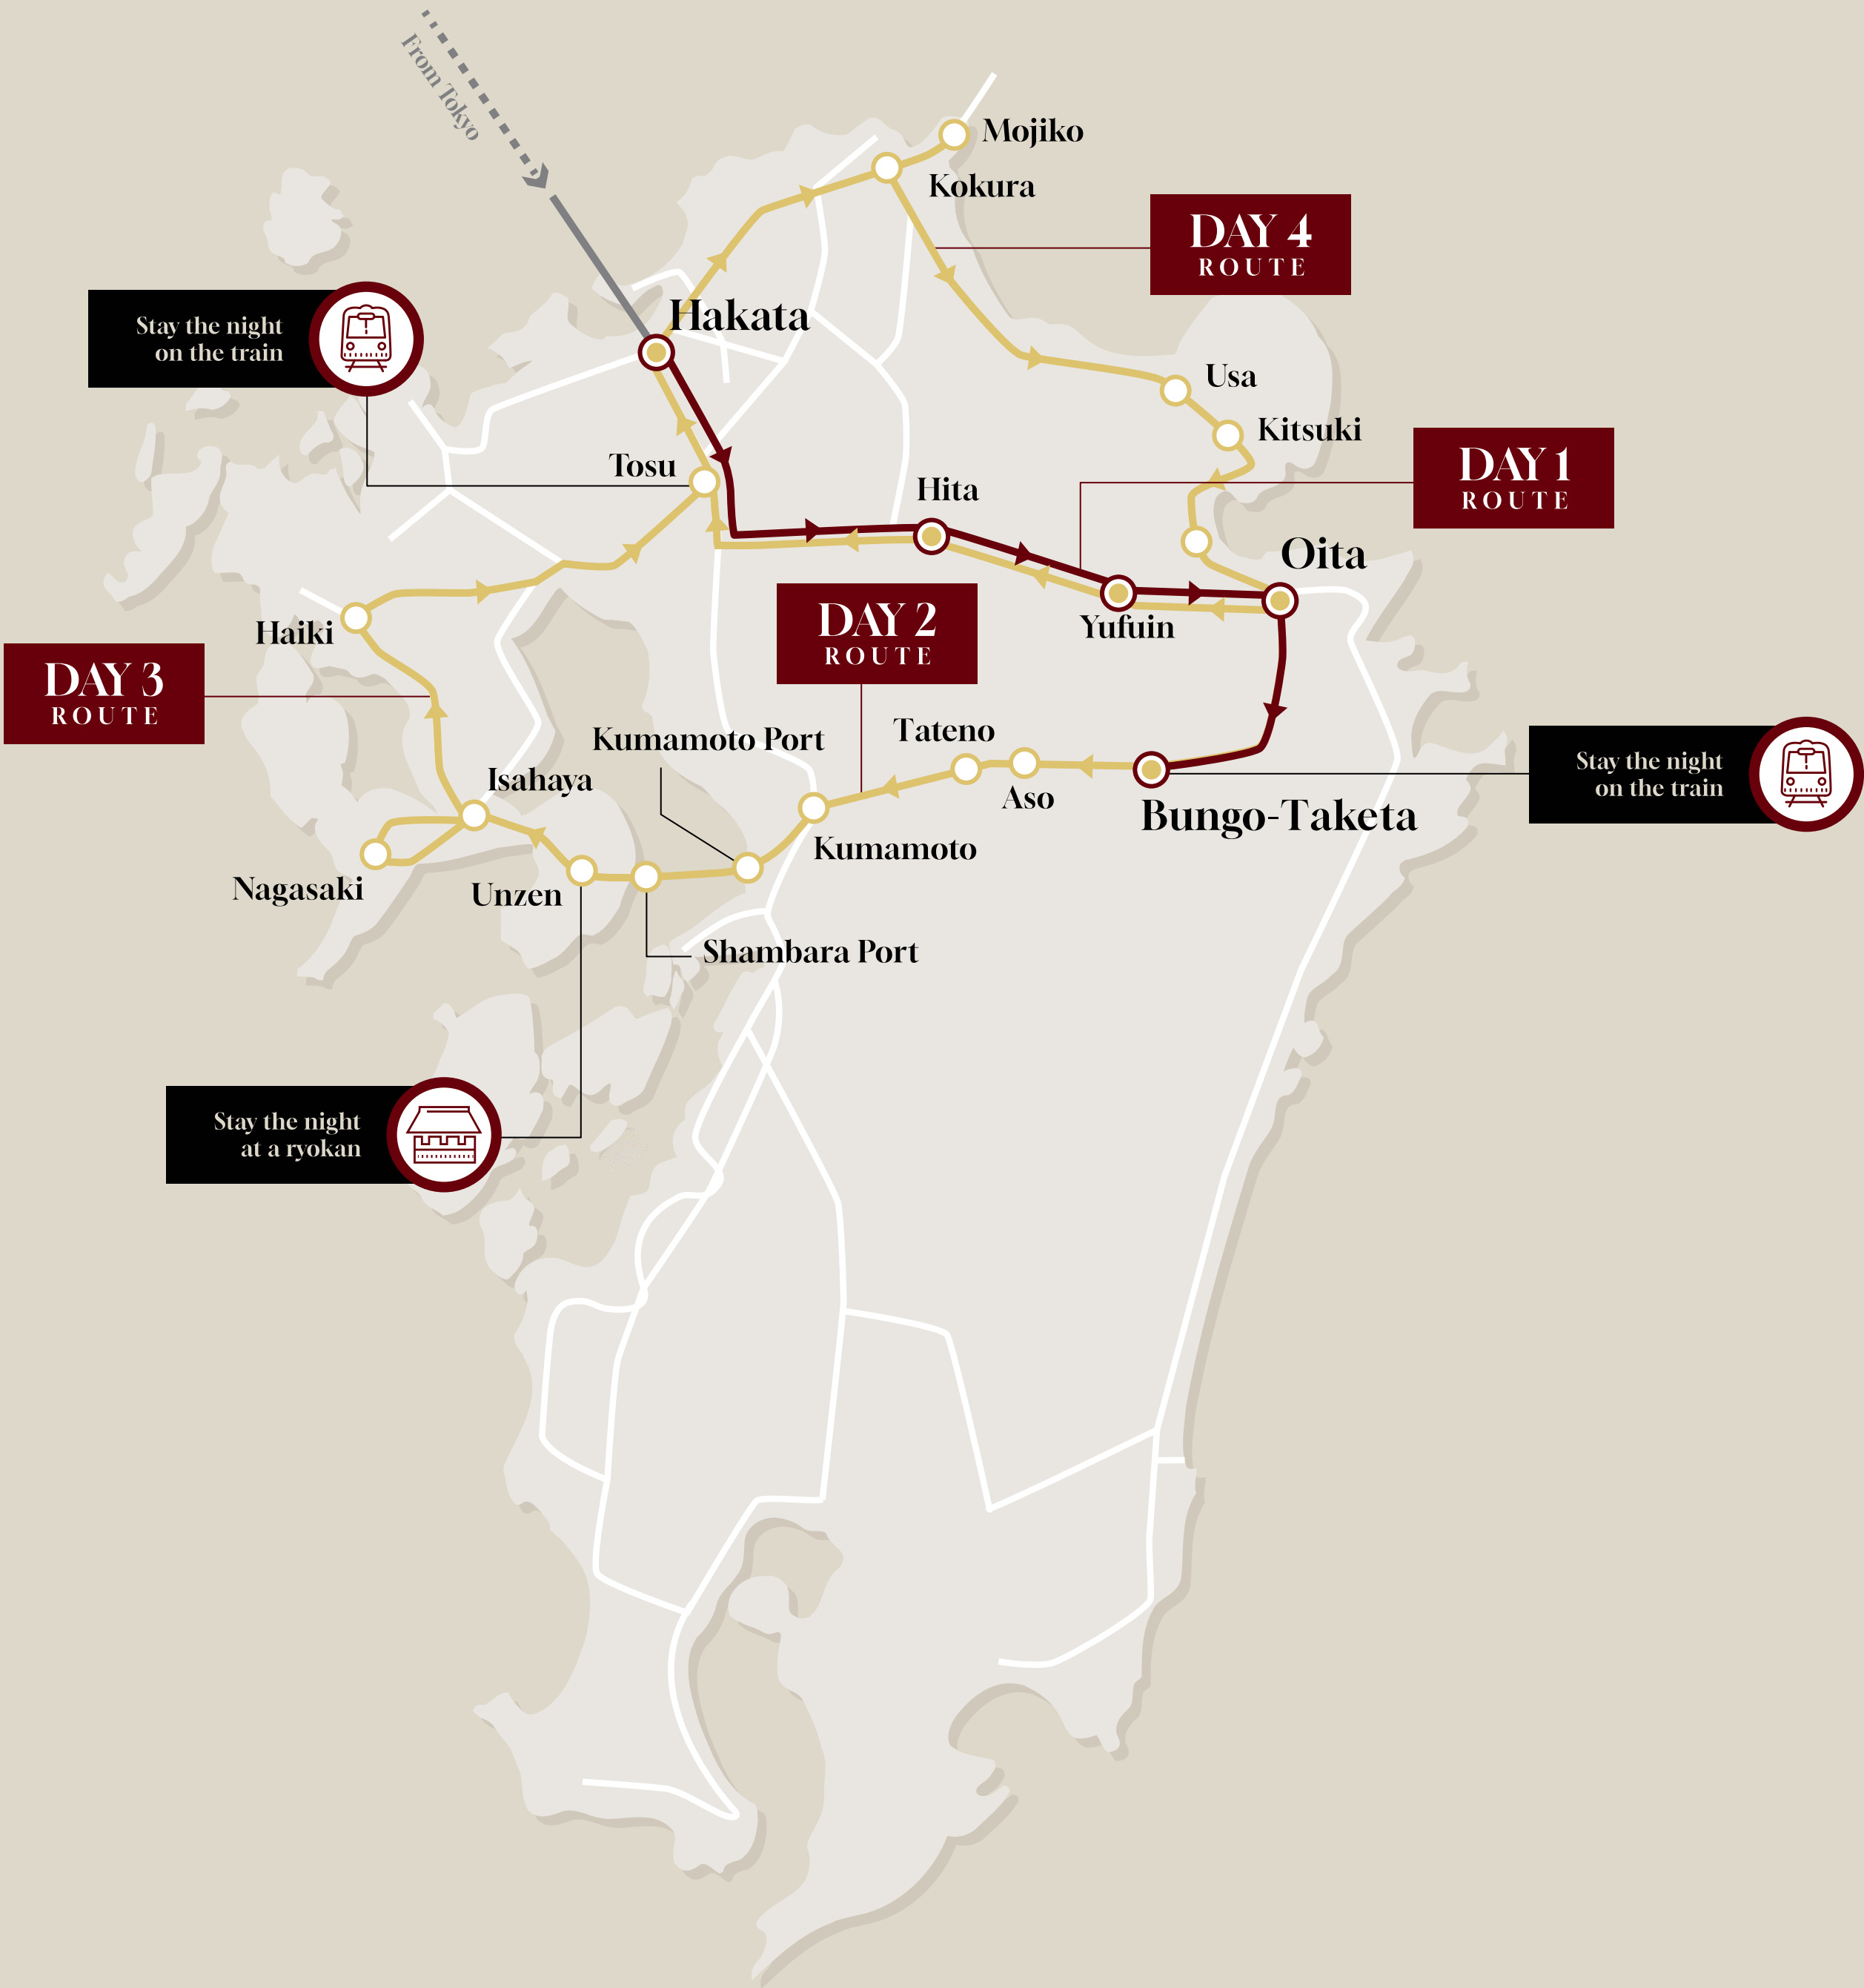 From Tokyo
Mojiko
Kokura
DAY 4
ROUTE
Hakata
Stay the night
on the train
Usa
Kitsuki
Tosu
Hita
DAY 1
ROUTE
Oita
DAY 2
ROUTE
Yufuin
Haiki
DAY 3
ROUTE
Kumamoto Port
Tateno
Isahaya
Aso
Stay the night
on the train
Bungo-Taketa
Kumamoto
Nagasaki
Unzen
Shambara Port
Stay the night
at a ryokan